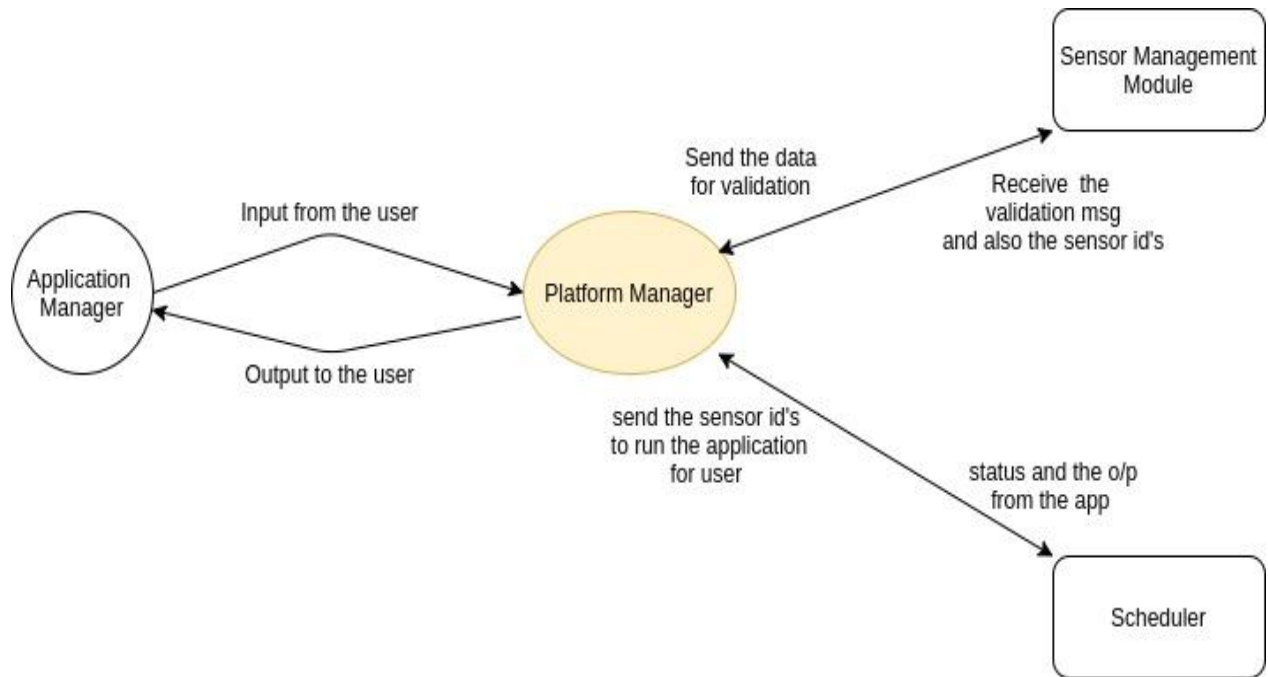 Sensor Management
Module
Send the data
for validation
Receive the
validation msg
and also the sensor id's
Input from the user
Application
Manager
Platform Manager
Output to the user
send the sensor id's
to run the application
for user
status and the o/p
from the app
Scheduler